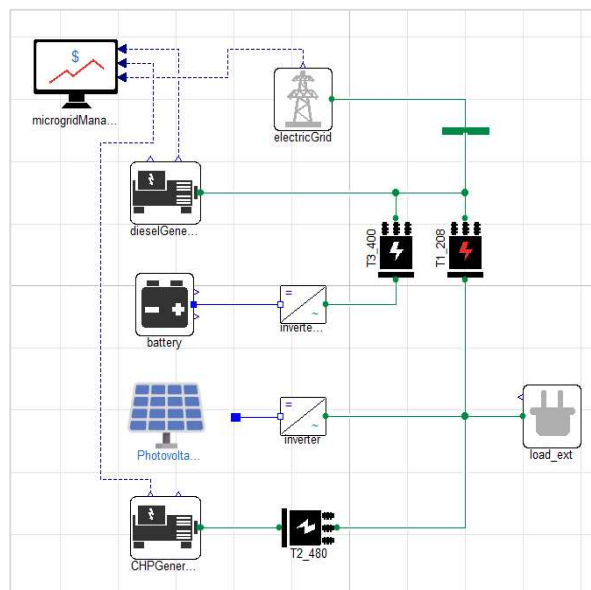 $
microgridMana...
electricGrid
dieselGene...
T3_400
T1_208
battery
=
~
inverte...
Photovolta...
=
~
inverter
load_ext
CHPGener...
T2_480